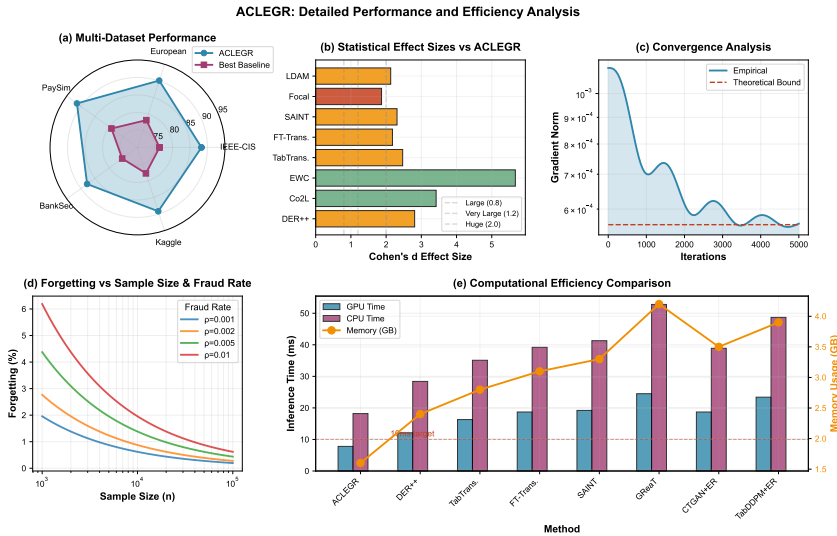 ACLEGR: Detailed Performance and Efficiency Analysis
(a) Multi-Dataset Performance
European
ACLEGR
Best Baseline
PaySim
95
90
85
80
75
IEEE-CIS
BankSec
Kaggle
(b) Statistical Effect Sizes vs ACLEGR
LDAM
Focal
SAINT
FT-Trans.
TabTrans.
EWC
Co2L
DER++
Large (0.8)
Very Large (1.2)
Huge (2.0)
0 1 2 3 4 5
Cohen's d Effect Size
(c) Convergence Analysis
Empirical
Theoretical Bound
Gradient Norm
10⁻³
9 × 10⁻⁴
7 × 10⁻⁴
6 × 10⁻⁴
0 1000 2000 3000 4000 5000
Iterations
(d) Forgetting vs Sample Size & Fraud Rate
Fraud Rate
ρ=0.001
ρ=0.002
ρ=0.005
ρ=0.01
Forgetting (%)
6
5
4
3
2
1
0
10³ 10⁴ 10⁵
Sample Size (n)
(e) Computational Efficiency Comparison
GPU Time
CPU Time
Memory (GB)
Inference Time (ms)
50
40
30
20
10
0
Memory Usage (GB)
4.0
3.5
3.0
2.5
2.0
1.5
ACLEGR
DER++
TabTrans.
FT-Trans.
SAINT
GReaT
CTGAN+ER
TabDDPM+ER
Method